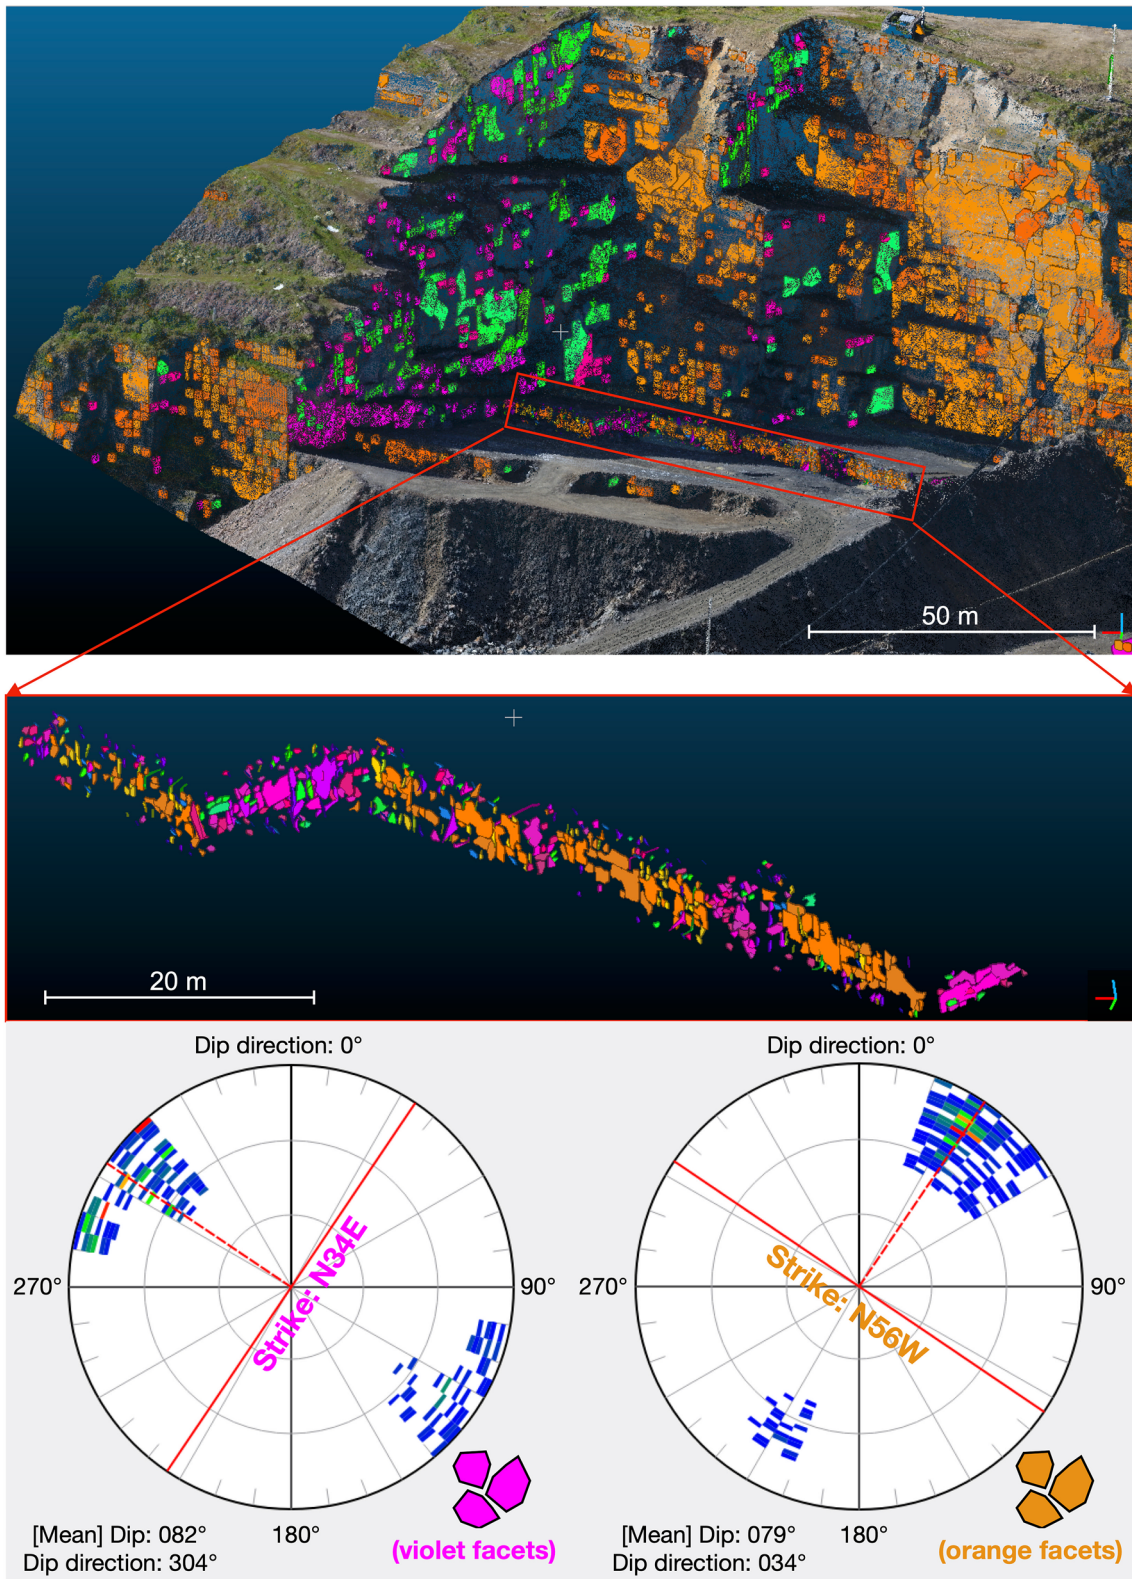 50 m
20 m
Dip direction: 0°
Dip direction: 0°
270°
90°
270°
90°
Strike: N34E
Strike: N56W
[Mean] Dip: 082°
Dip direction: 304°
180°
(violet facets)
[Mean] Dip: 079°
Dip direction: 034°
180°
(orange facets)